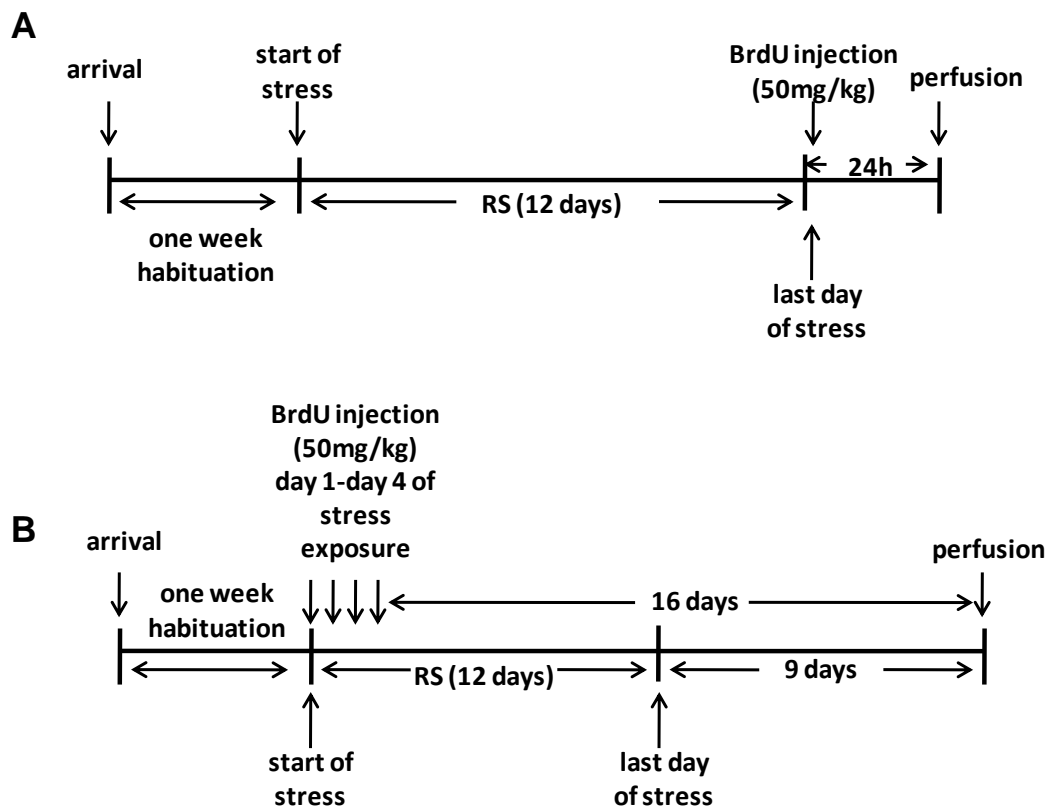 A
arrival
start of
stress
BrdU injection
(50mg/kg)
perfusion
24h
RS (12 days)
one week
habituation
last day
of stress
BrdU injection
(50mg/kg)
day 1-day 4 of
stress
exposure
B
arrival
perfusion
one week
habituation
16 days
RS (12 days)
9 days
start of
stress
last day
of stress